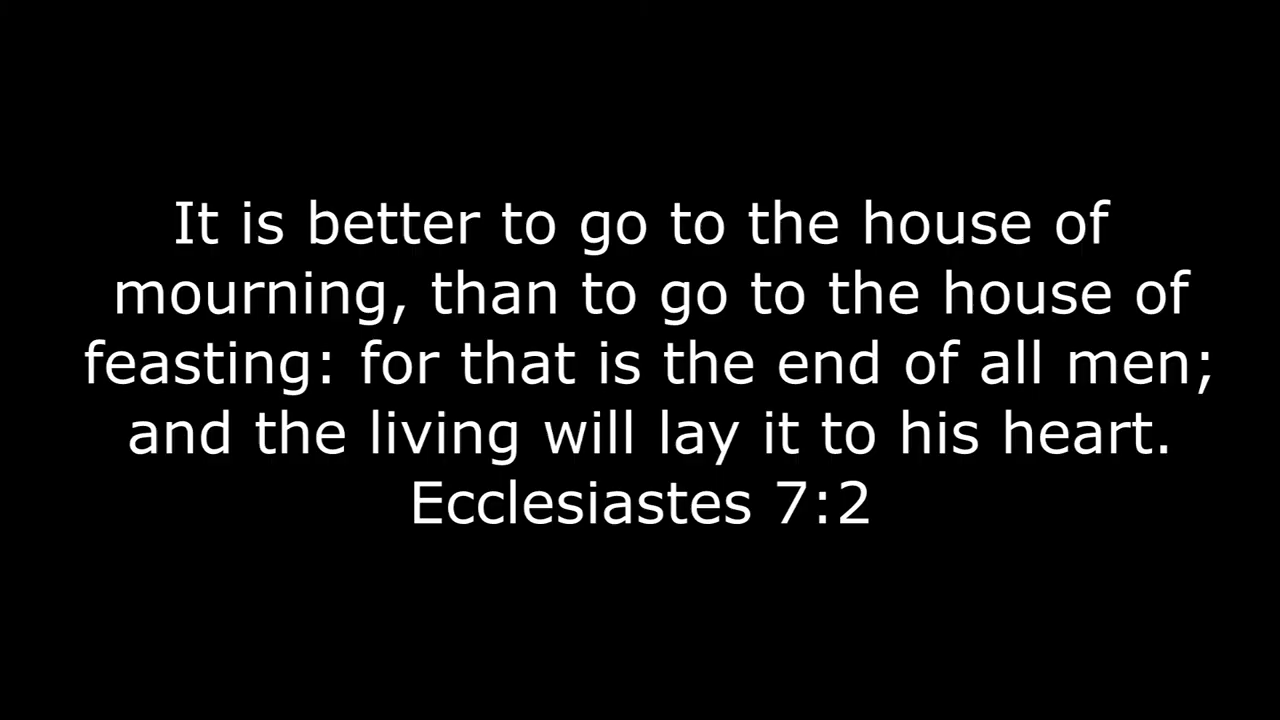 It is better to go to the house of
mourning, than to go to the house of
feasting: for that is the end of all men;
and the living will lay it to his heart.
Ecclesiastes 7:2